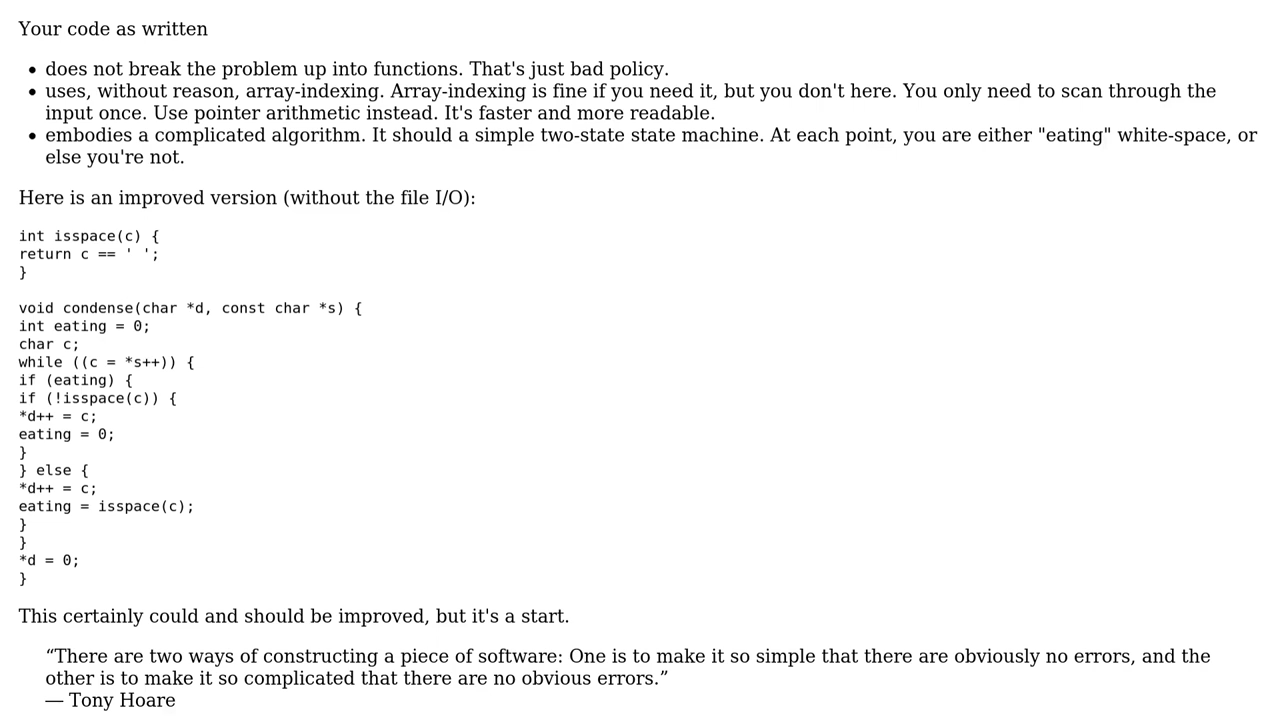 Your code as written
• does not break the problem up into functions. That's just bad policy.
• uses, without reason, array-indexing. Array-indexing is fine if you need it, but you don't here. You only need to scan through the
input once. Use pointer arithmetic instead. It's faster and more readable.
• embodies a complicated algorithm. It should a simple two-state state machine. At each point, you are either "eating" white-space, or
else you're not.
Here is an improved version (without the file I/O):
int isspace(c) {
return c == ' ';
}
void condense(char *d, const char *s) {
int eating = 0;
char c;
while ((c = *s++)) {
if (eating) {
if (!isspace(c)) {
*d++ = c;
eating = 0;
}
} else {
*d++ = c;
eating = isspace(c);
}
}
*d = 0;
}
This certainly could and should be improved, but it's a start.
“There are two ways of constructing a piece of software: One is to make it so simple that there are obviously no errors, and the
other is to make it so complicated that there are no obvious errors.”
— Tony Hoare